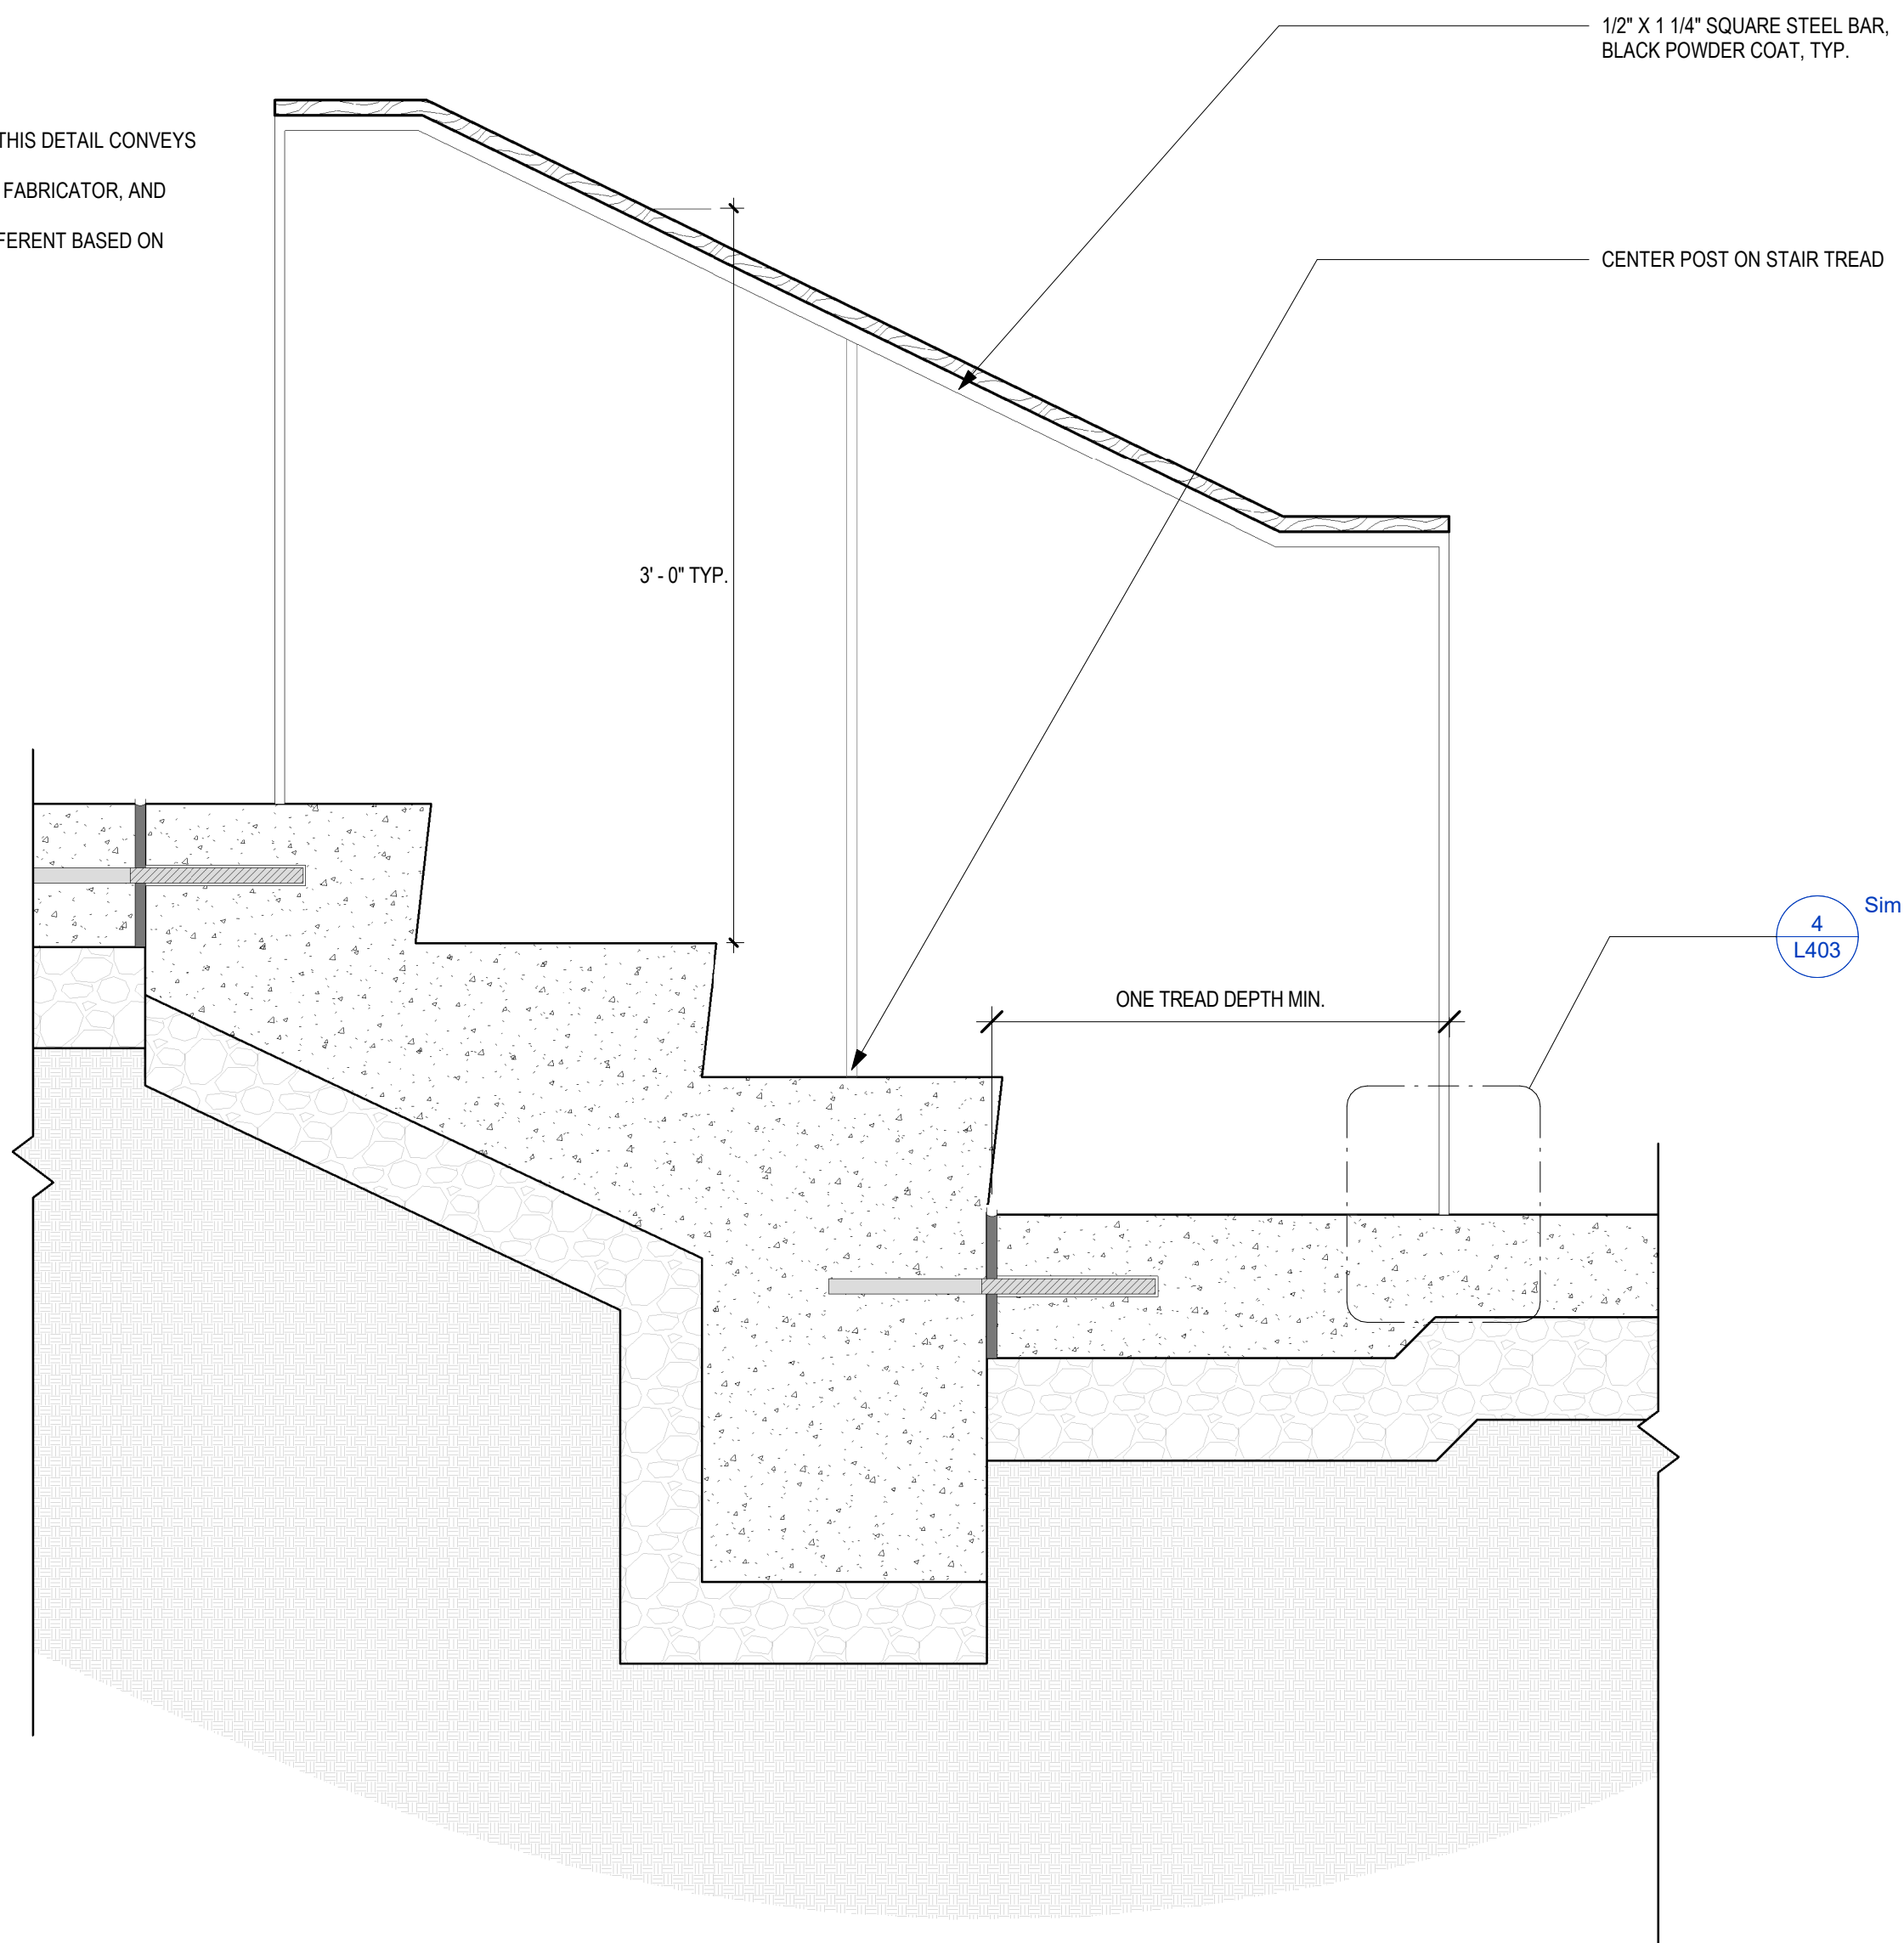 1/2" X 1 1/4" SQUARE STEEL BAR,
BLACK POWDER COAT, TYP.
THIS DETAIL CONVEYS
FABRICATOR, AND
FERENT BASED ON
CENTER POST ON STAIR TREAD
3' - 0" TYP.
Sim
4
L403
ONE TREAD DEPTH MIN.